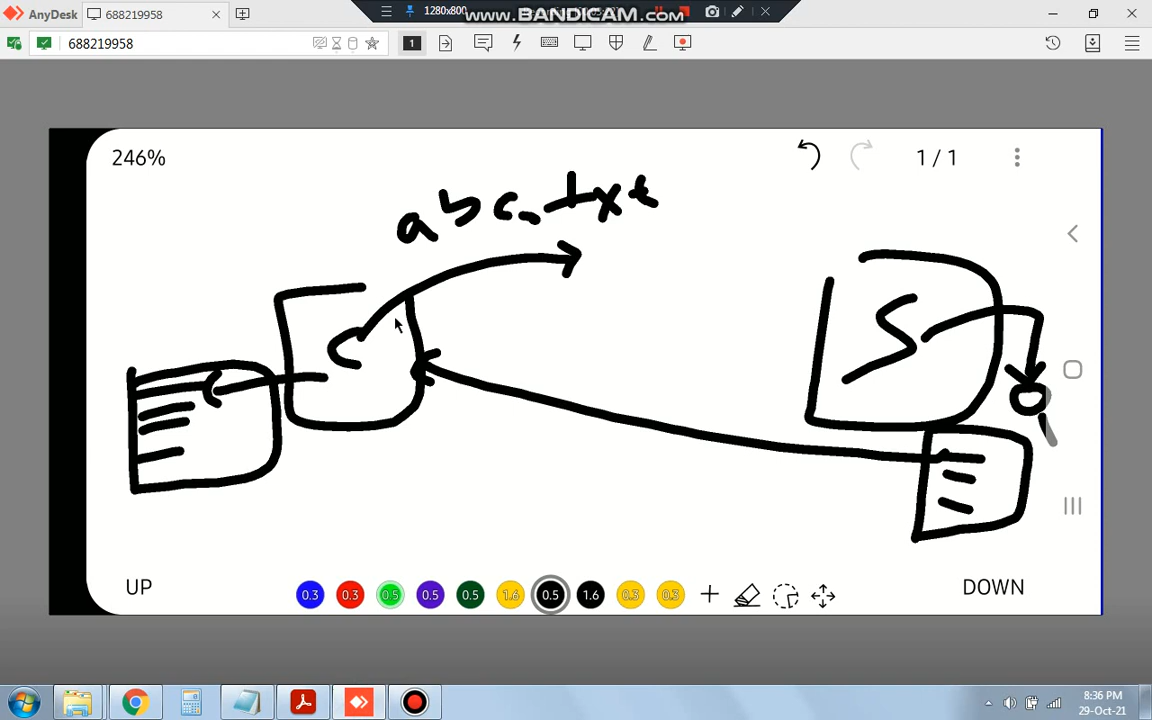 AnyDesk
688219958
1280x800
www.BANDICAM.com
688219958
1
246%
1 / 1
abc.txt
C
S
UP
0.3
0.3
0.5
0.5
0.5
1.6
0.5
1.6
0.3
0.3
DOWN
8:36 PM
29-Oct-21